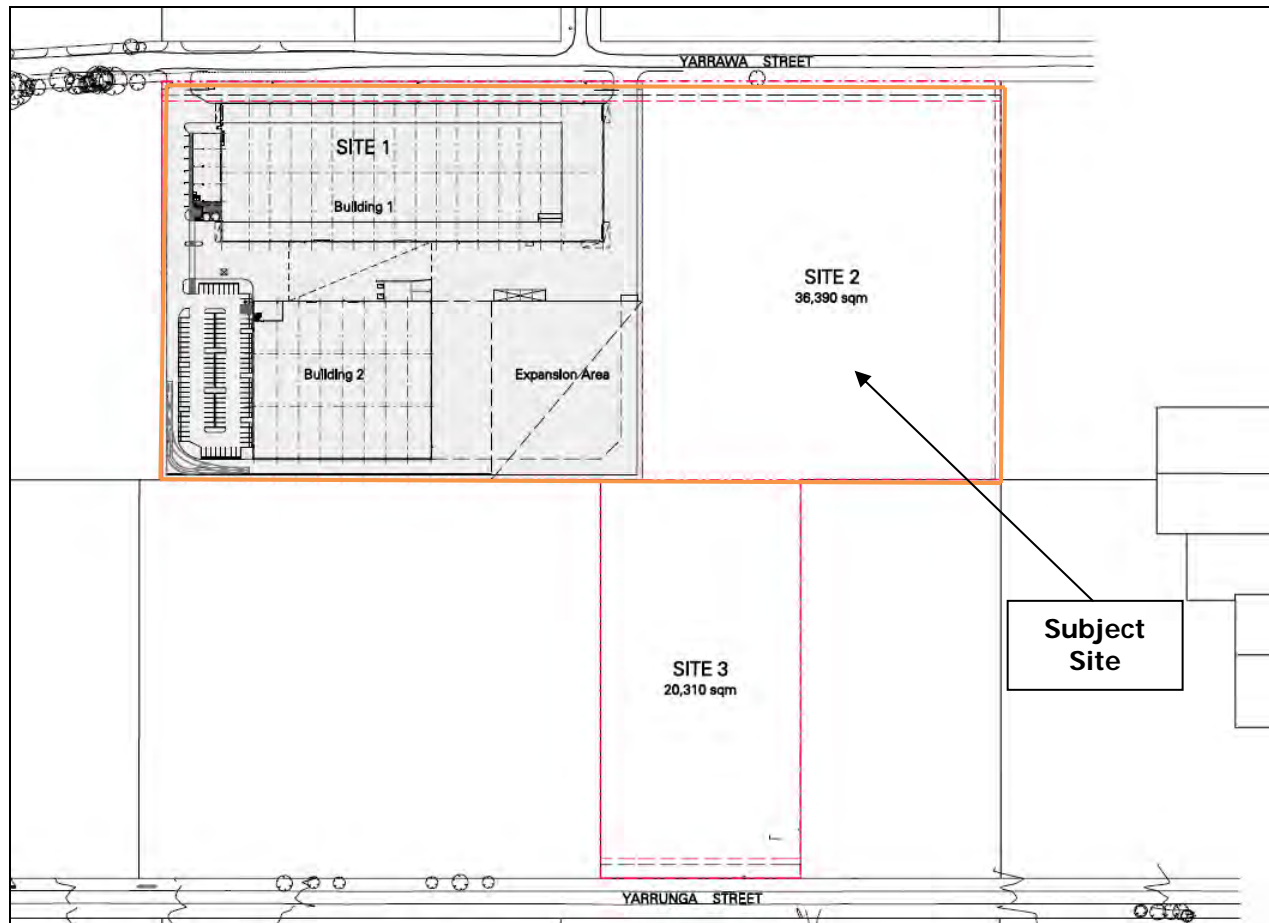 YARRAWA STREET
SITE 1
Building 1
SITE 2
36,390 sqm
Building 2
Expansion Area
Subject
Site
SITE 3
20,310 sqm
YARRUNGA STREET